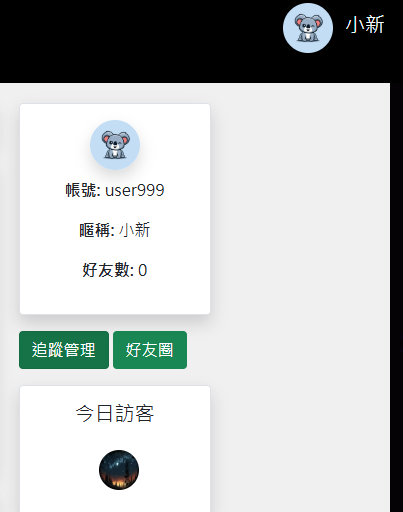 小新
帳號: user999
暱稱: 小新
好友數: 0
追蹤管理 好友圈
今日訪客